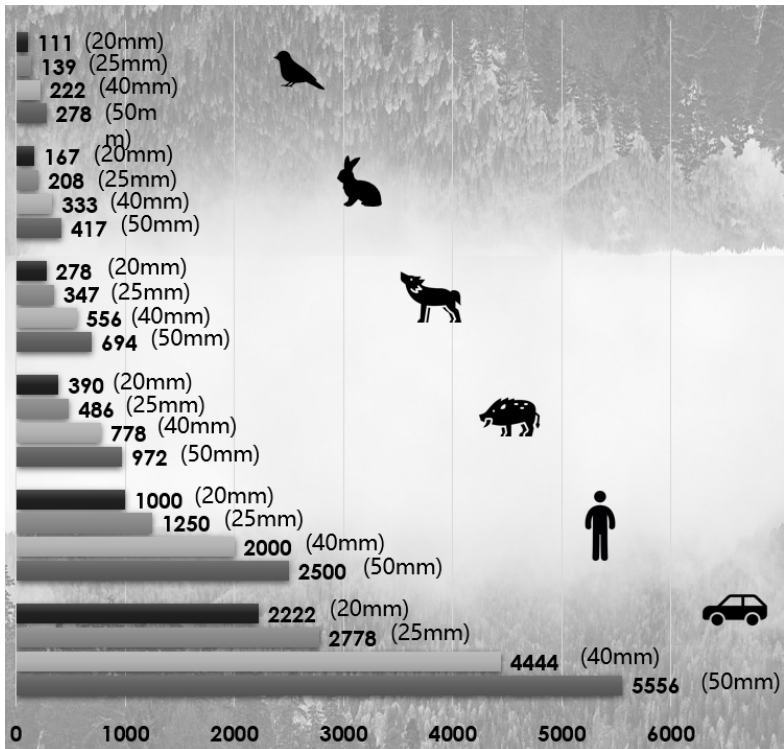 111 (20mm)
139 (25mm)
222 (40mm)
278 (50m
m)
167 (20mm)
208 (25mm)
333 (40mm)
417 (50mm)
278 (20mm)
347 (25mm)
556 (40mm)
694 (50mm)
390 (20mm)
486 (25mm)
778 (40mm)
972 (50mm)
1000 (20mm)
1250 (25mm)
2000 (40mm)
2500 (50mm)
2222 (20mm)
2778 (25mm)
4444 (40mm)
5556 (50mm)
0 1000 2000 3000 4000 5000 6000